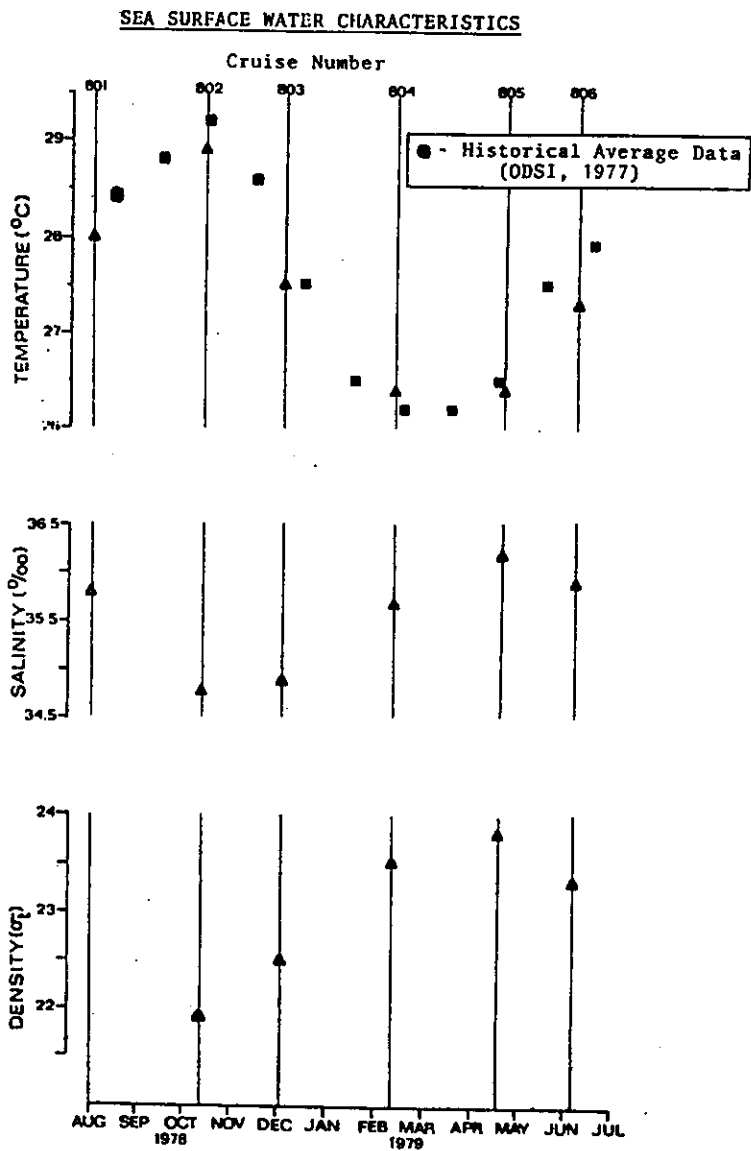 SEA SURFACE WATER CHARACTERISTICS
Cruise Number
801 802 803 804 805 806
- Historical Average Data
(ODSI, 1977)
TEMPERATURE (°C)
29
28
27
26
SALINITY (‰)
36.5
35.5
34.5
DENSITY (σt)
24
23
22
AUG SEP OCT NOV DEC JAN FEB MAR APR MAY JUN JUL
1978 1979